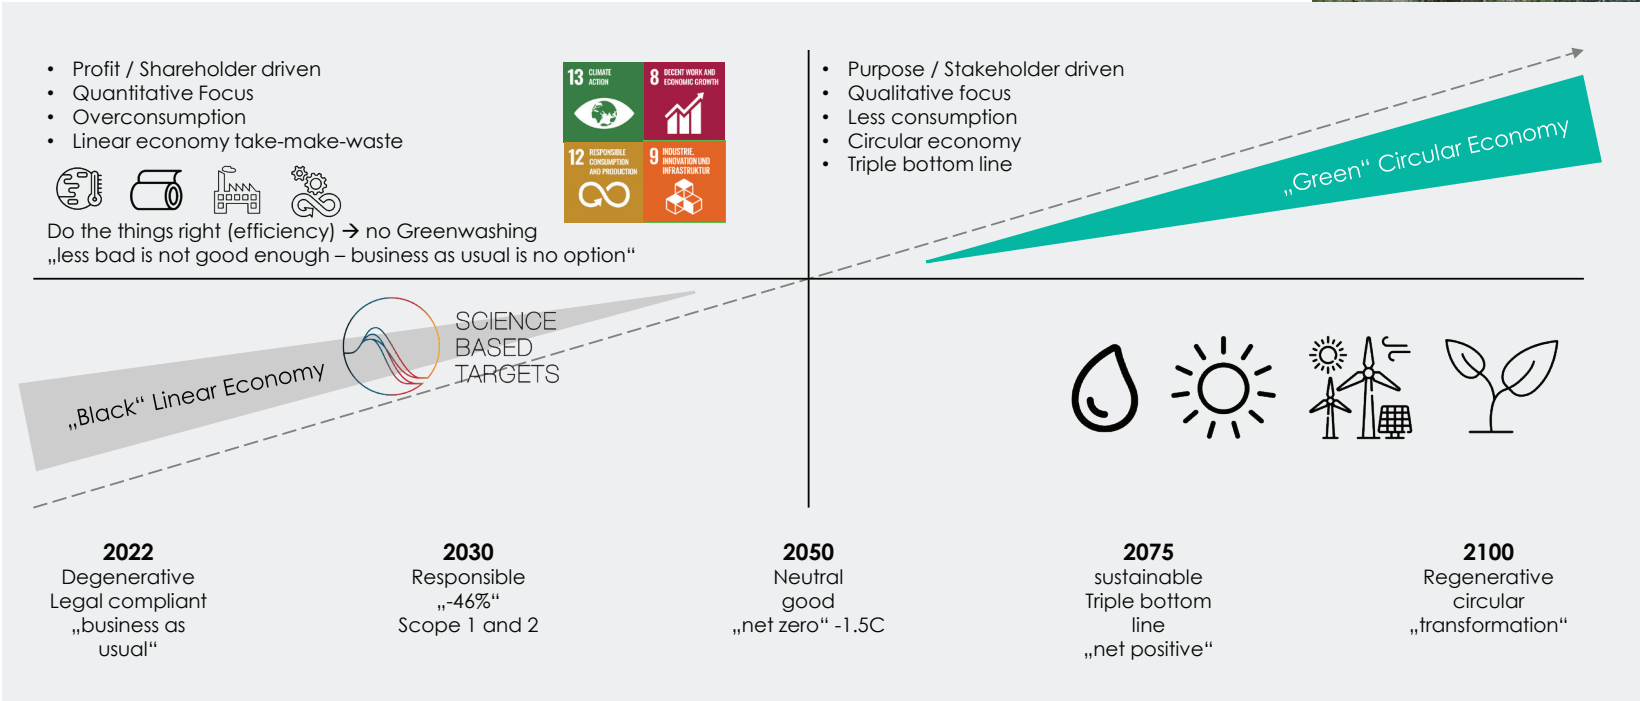 • Profit / Shareholder driven
• Quantitative Focus
• Overconsumption
• Linear economy take-make-waste
Do the things right (efficiency) → no Greenwashing
„less bad is not good enough – business as usual is no option“
13 CLIMATE
ACTION
8 DECENT WORK AND
ECONOMIC GROWTH
12 RESPONSIBLE
CONSUMPTION
AND PRODUCTION
9 INDUSTRIE,
INNOVATION UND
INFRASTRUKTUR
• Purpose / Stakeholder driven
• Qualitative focus
• Less consumption
• Circular economy
• Triple bottom line
„Green“ Circular Economy
„Black“ Linear Economy
SCIENCE
BASED
TARGETS
2022
Degenerative
Legal compliant
„business as
usual“
2030
Responsible
„-46%“
Scope 1 and 2
2050
Neutral
good
„net zero“ -1.5C
2075
sustainable
Triple bottom
line
„net positive“
2100
Regenerative
circular
„transformation“